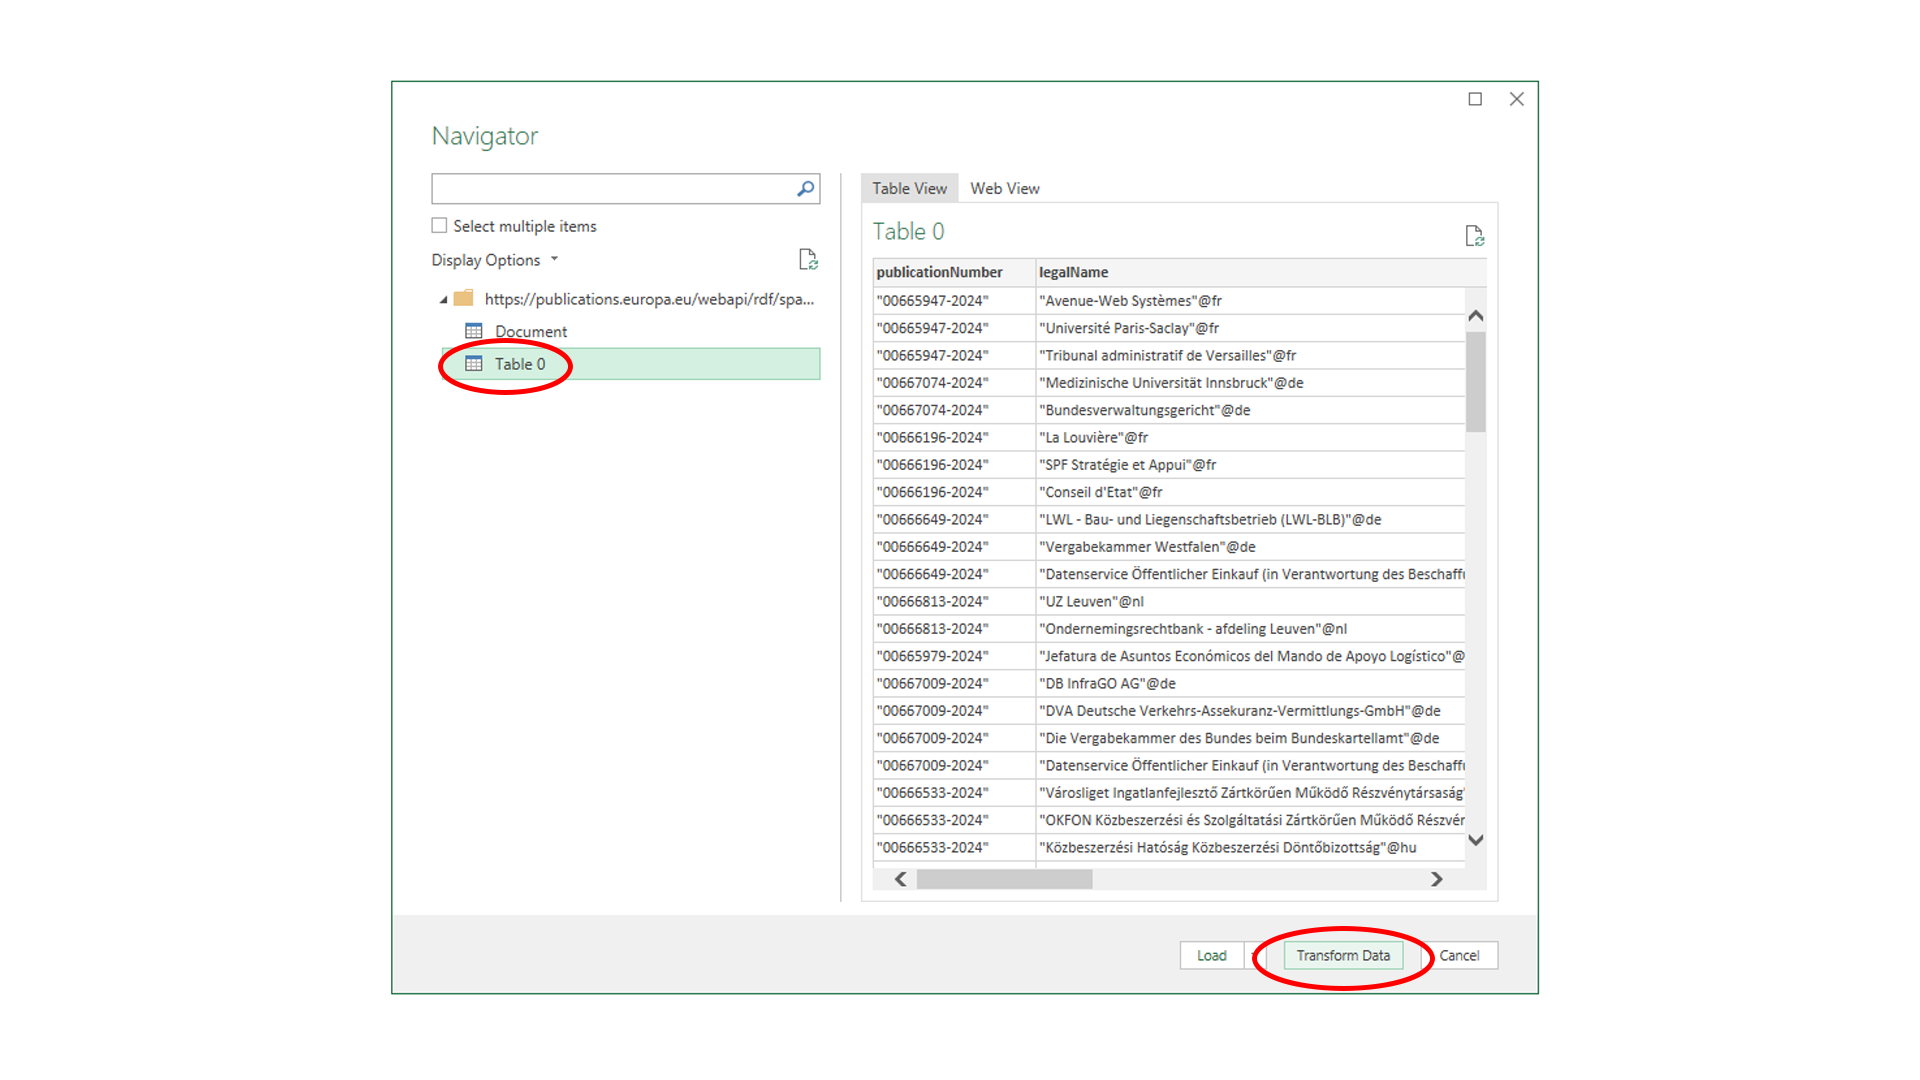 Navigator
Select multiple items
Display Options
https://publications.europa.eu/webapi/rdf/spa...
Document
Table 0
Table View Web View
Table 0
publicationNumber legalName
"00665947-2024" "Avenue-Web Systèmes"@fr
"00665947-2024" "Université Paris-Saclay"@fr
"00665947-2024" "Tribunal administratif de Versailles"@fr
"00667074-2024" "Medizinische Universität Innsbruck"@de
"00667074-2024" "Bundesverwaltungsgericht"@de
"00666196-2024" "La Louvière"@fr
"00666196-2024" "SPF Stratégie et Appui"@fr
"00666196-2024" "Conseil d'Etat"@fr
"00666649-2024" "LWL - Bau- und Liegenschaftsbetrieb (LWL-BLB)"@de
"00666649-2024" "Vergabekammer Westfalen"@de
"00666649-2024" "Datenservice Öffentlicher Einkauf (in Verantwortung des Beschaffu
"00666813-2024" "UZ Leuven"@nl
"00666813-2024" "Ondernemingsrechtbank - afdeling Leuven"@nl
"00665979-2024" "Jefatura de Asuntos Económicos del Mando de Apoyo Logístico"@
"00667009-2024" "DB InfraGO AG"@de
"00667009-2024" "DVA Deutsche Verkehrs-Assekuranz-Vermittlungs-GmbH"@de
"00667009-2024" "Die Vergabekammer des Bundes beim Bundeskartellamt"@de
"00667009-2024" "Datenservice Öffentlicher Einkauf (in Verantwortung des Beschaffu
"00666533-2024" "Városliget Ingatlanfejlesztő Zártkörűen Működő Részvénytársaság"
"00666533-2024" "OKFON Közbeszerzési és Szolgáltatási Zártkörűen Működő Részvér
"00666533-2024" "Közbeszerzési Hatóság Közbeszerzési Döntőbizottság"@hu
Load Transform Data Cancel